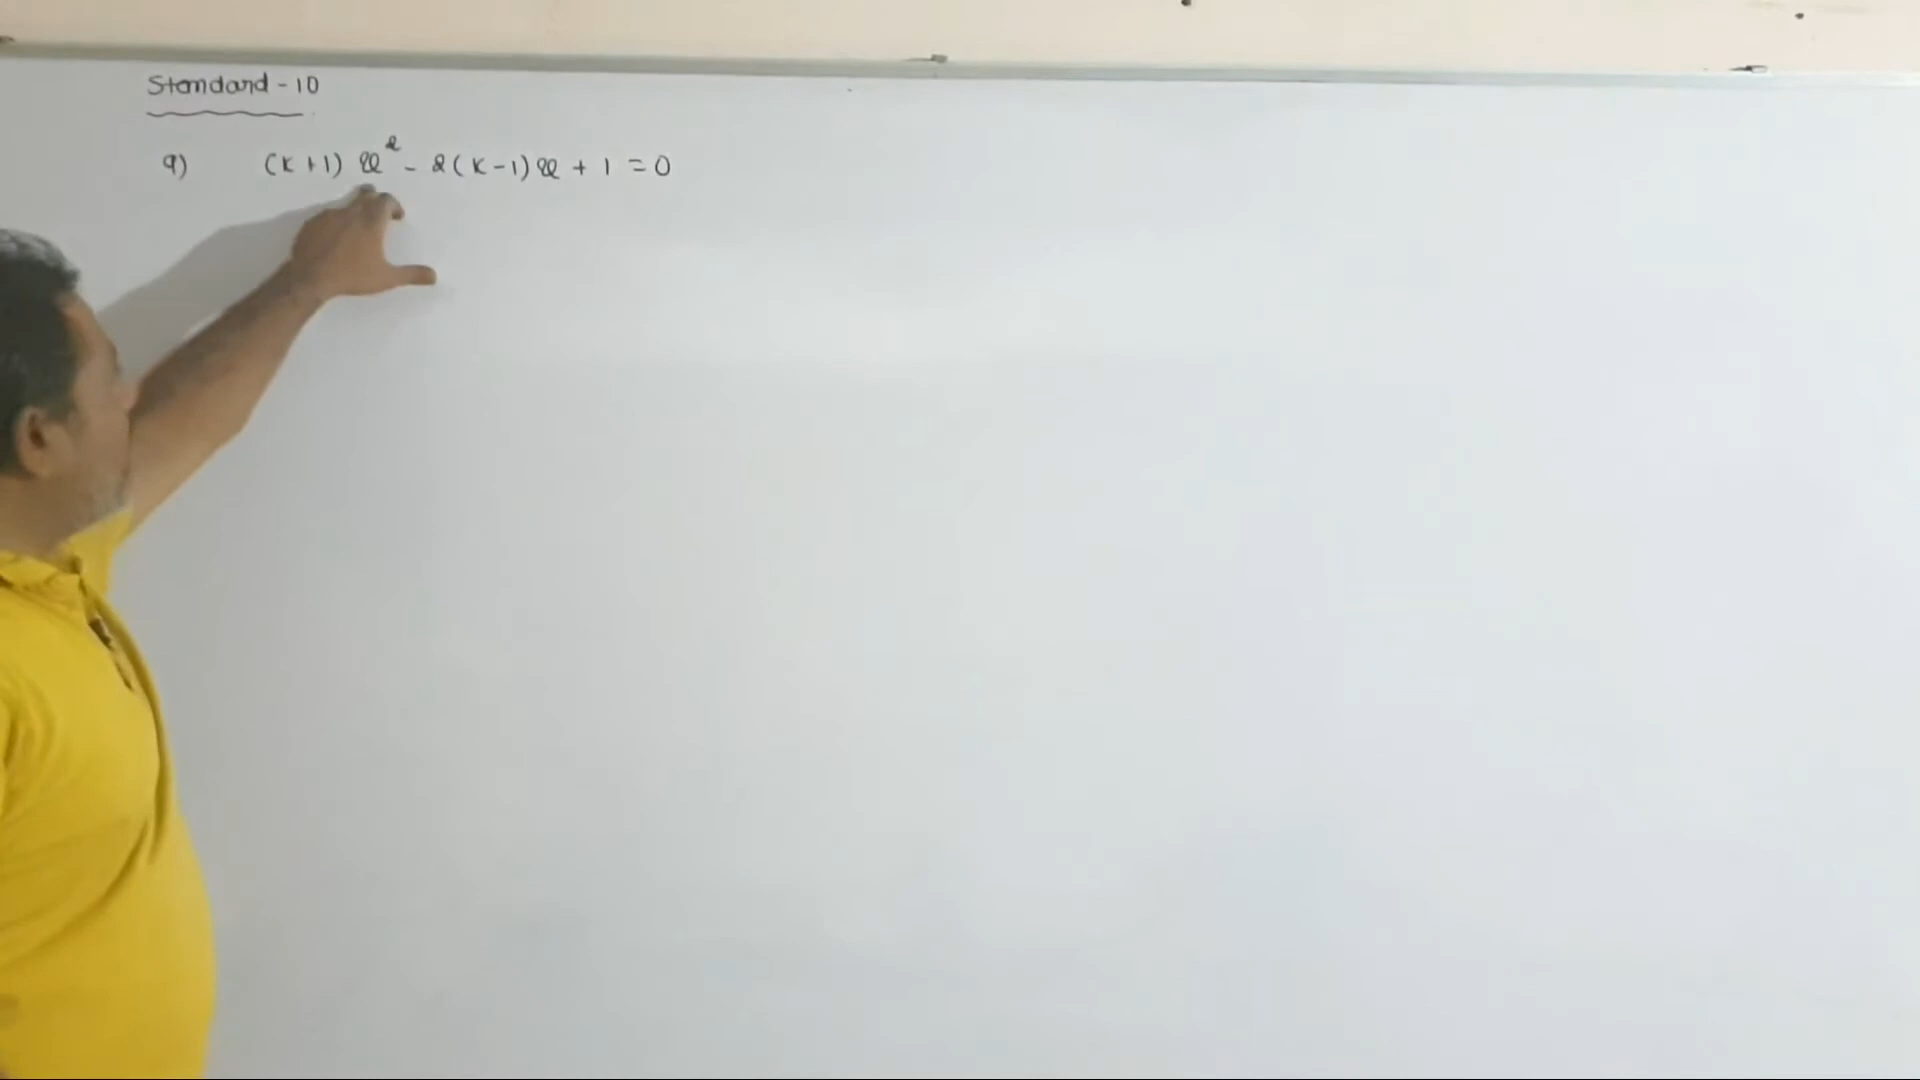 Standard - 10
9) (k+1) x² - 2(k-1)x + 1 = 0